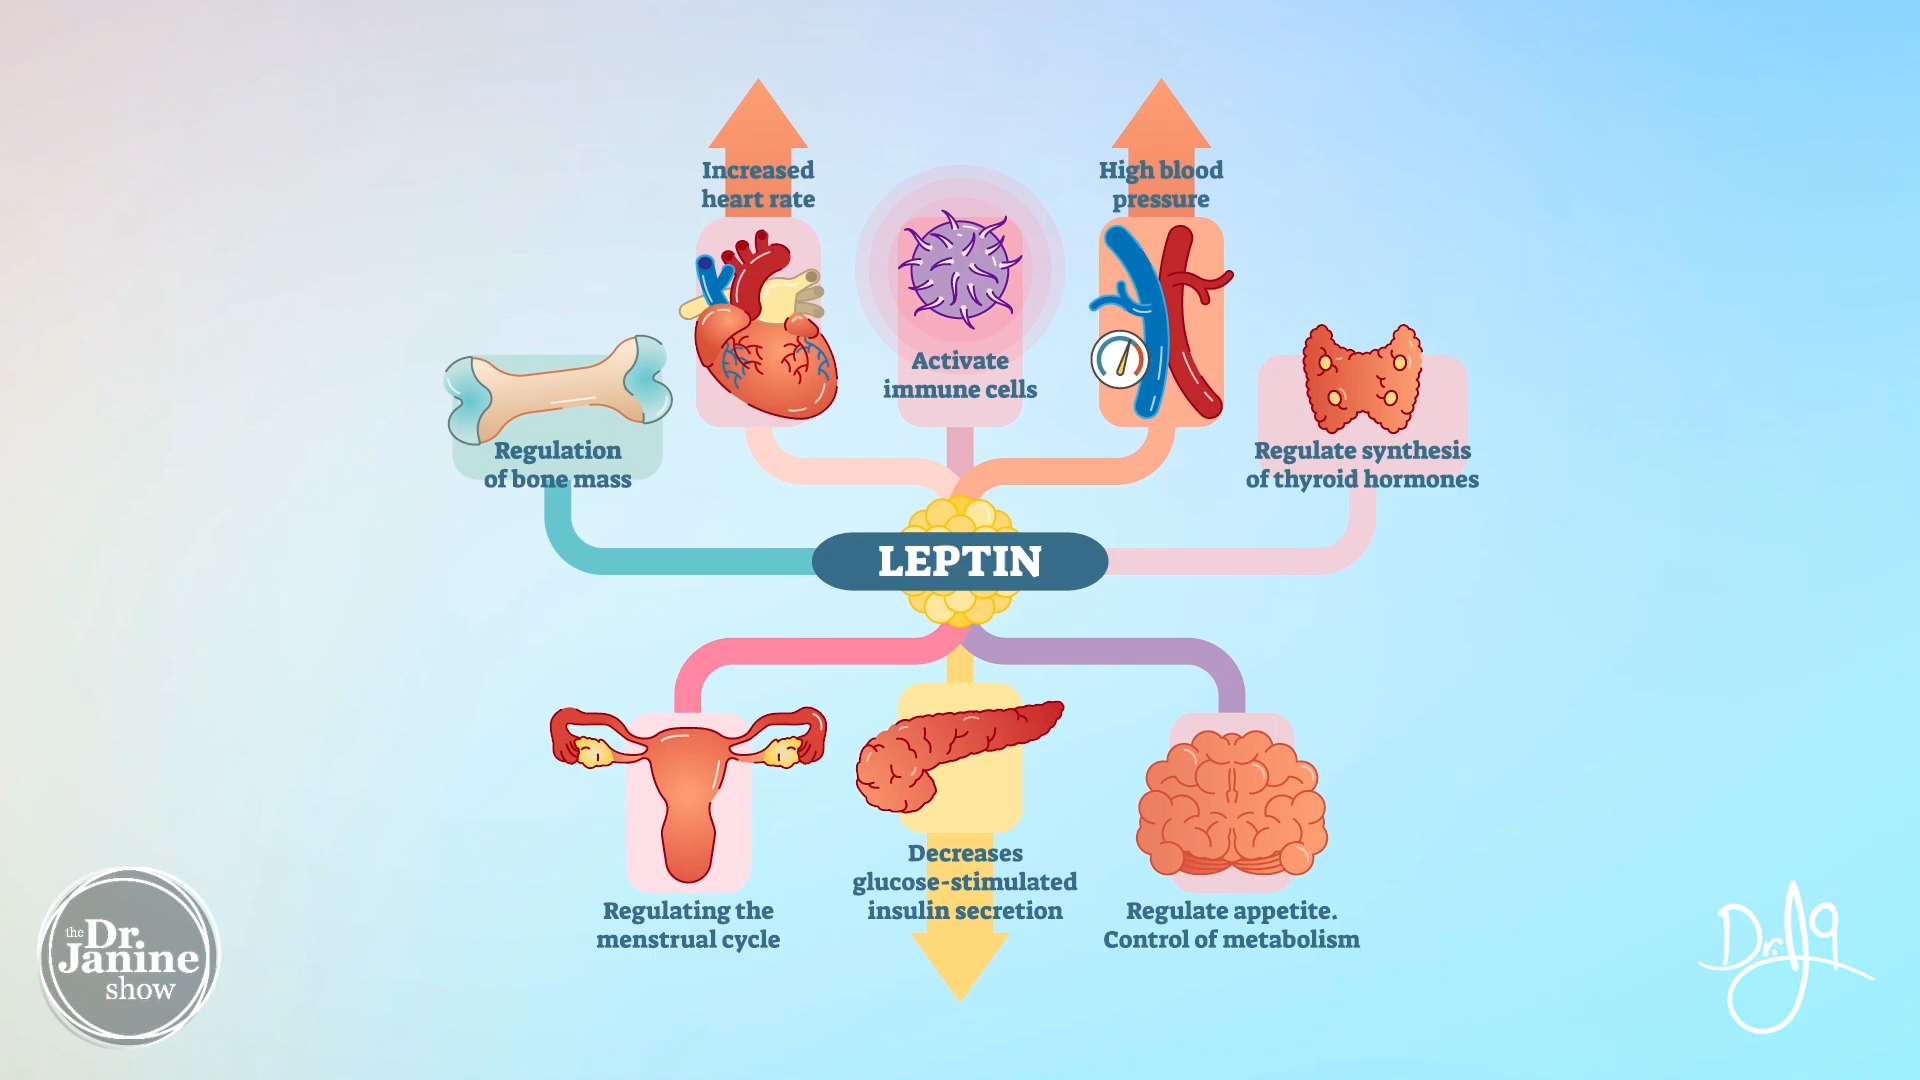 Increased
heart rate
High blood
pressure
Activate
immune cells
Regulation
of bone mass
Regulate synthesis
of thyroid hormones
LEPTIN
Regulating the
menstrual cycle
Decreases
glucose-stimulated
insulin secretion
Regulate appetite.
Control of metabolism
the Dr.
Janine
show